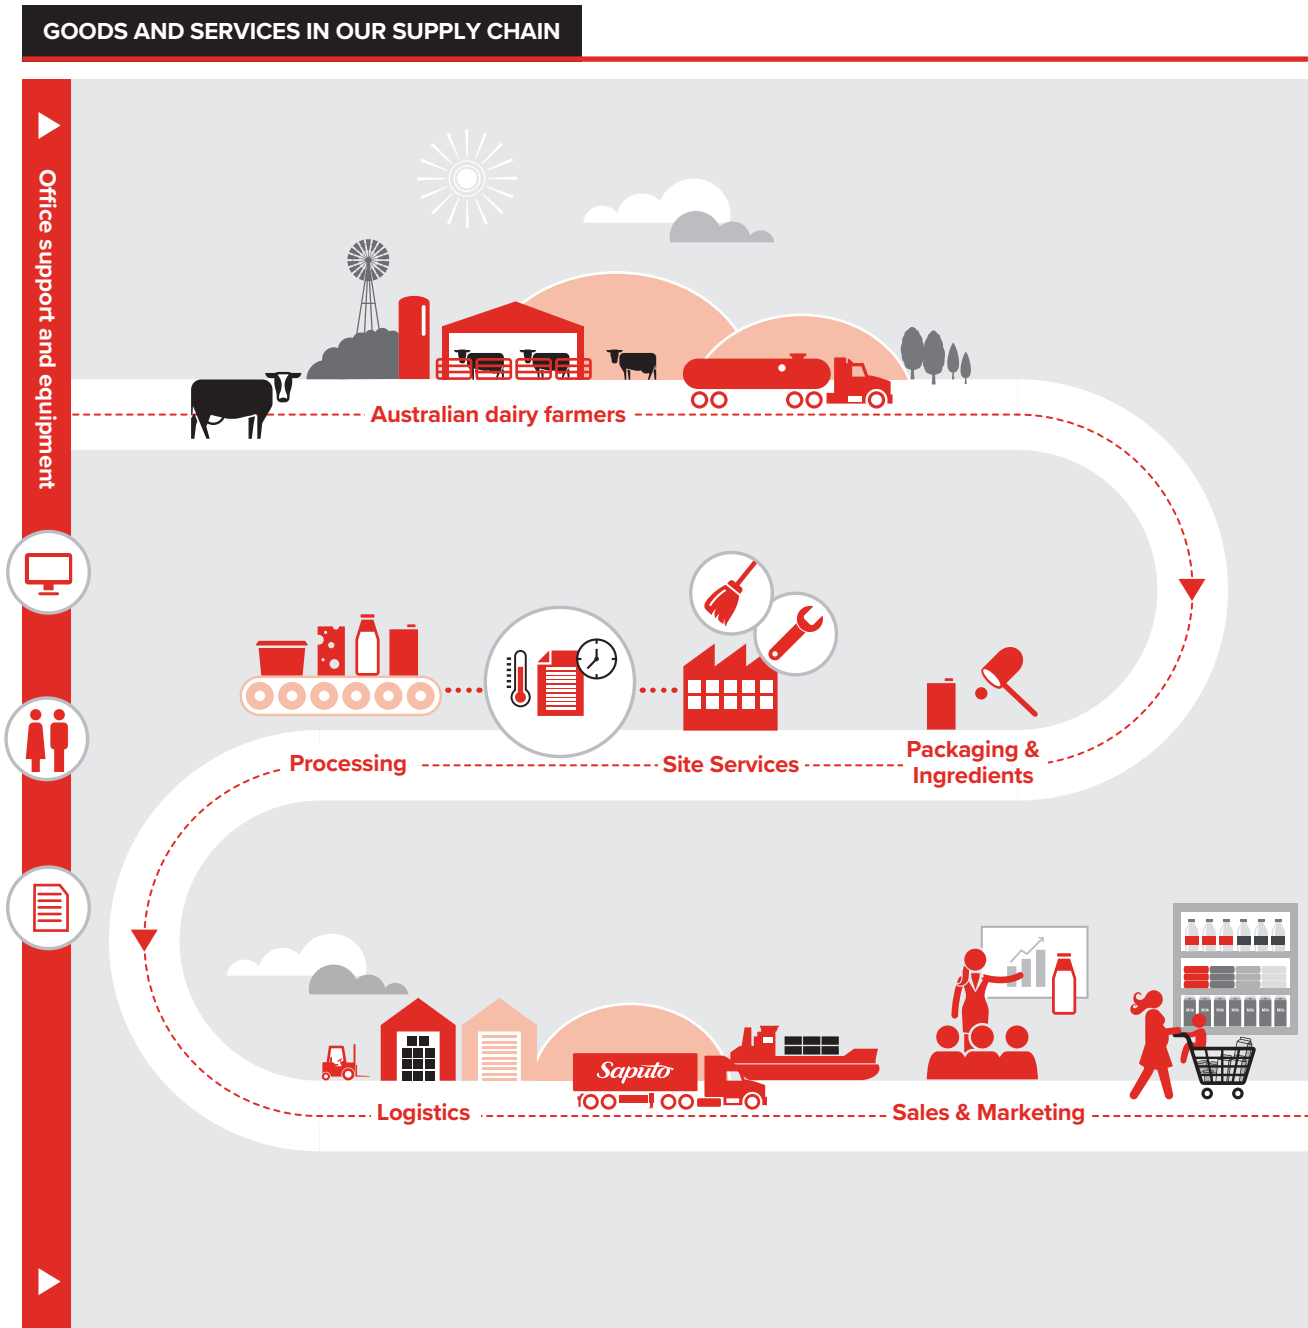 GOODS AND SERVICES IN OUR SUPPLY CHAIN
Office support and equipment
Australian dairy farmers
Processing
Site Services
Packaging &
Ingredients
Saputo
Logistics
Sales & Marketing